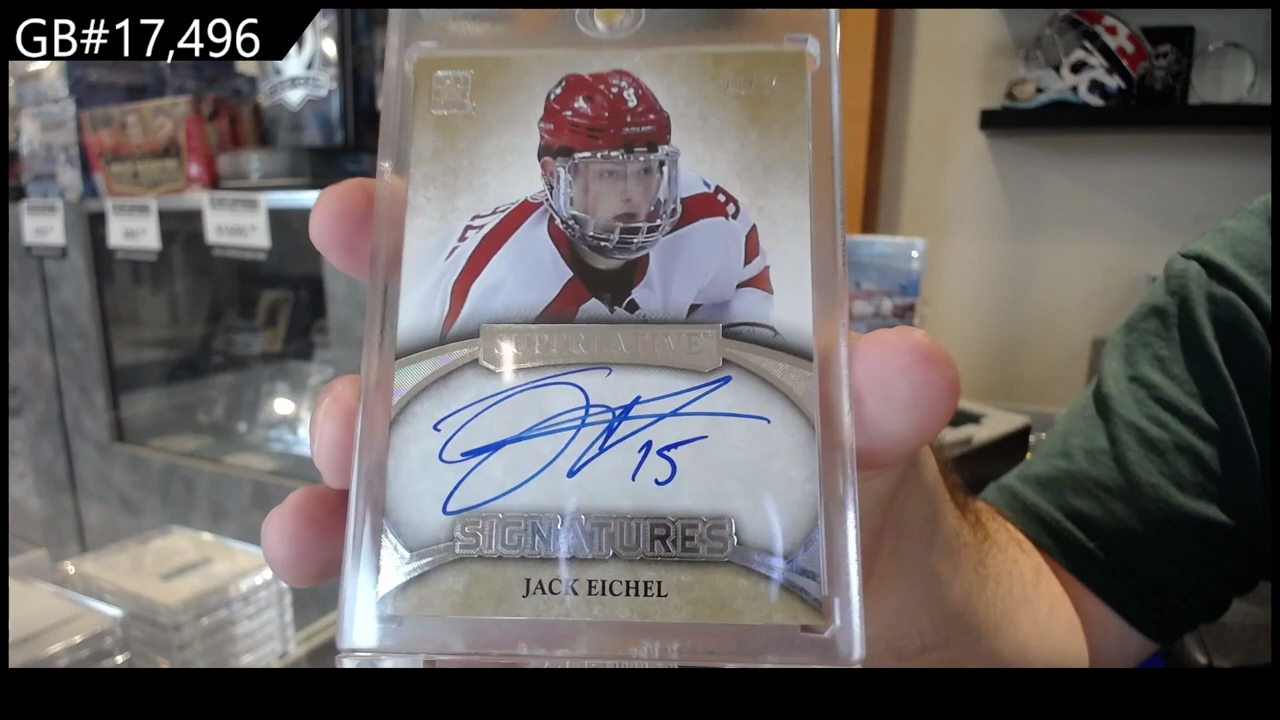 GB#17,496
SUPERLATIVE
15
SIGNATURES
JACK EICHEL